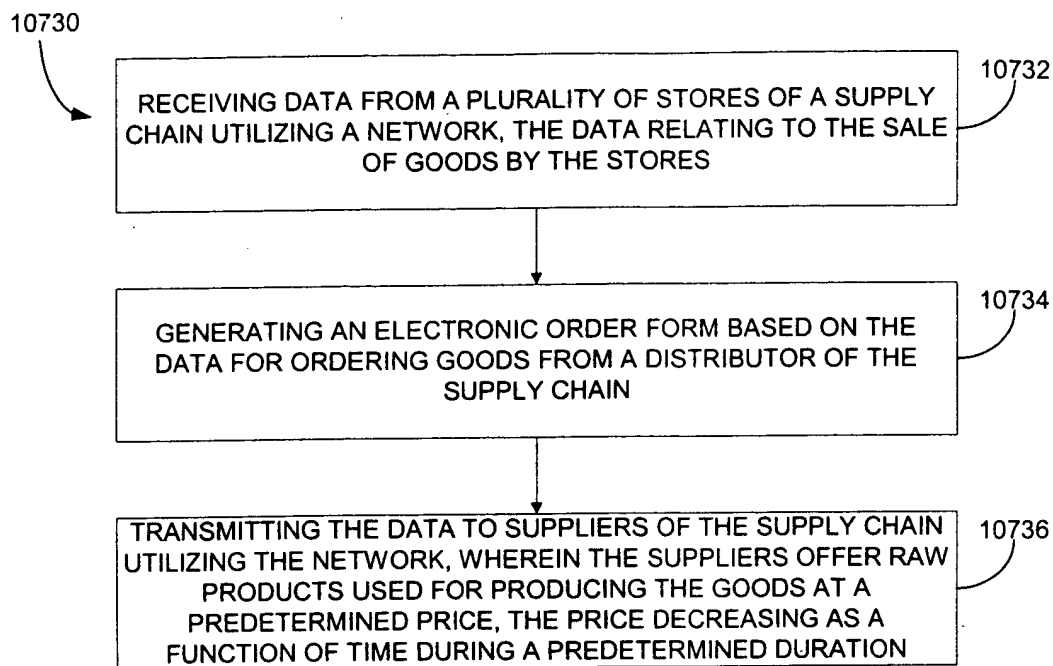 10730
10732
RECEIVING DATA FROM A PLURALITY OF STORES OF A SUPPLY
CHAIN UTILIZING A NETWORK, THE DATA RELATING TO THE SALE
OF GOODS BY THE STORES
10734
GENERATING AN ELECTRONIC ORDER FORM BASED ON THE
DATA FOR ORDERING GOODS FROM A DISTRIBUTOR OF THE
SUPPLY CHAIN
10736
TRANSMITTING THE DATA TO SUPPLIERS OF THE SUPPLY CHAIN
UTILIZING THE NETWORK, WHEREIN THE SUPPLIERS OFFER RAW
PRODUCTS USED FOR PRODUCING THE GOODS AT A
PREDETERMINED PRICE, THE PRICE DECREASING AS A
FUNCTION OF TIME DURING A PREDETERMINED DURATION